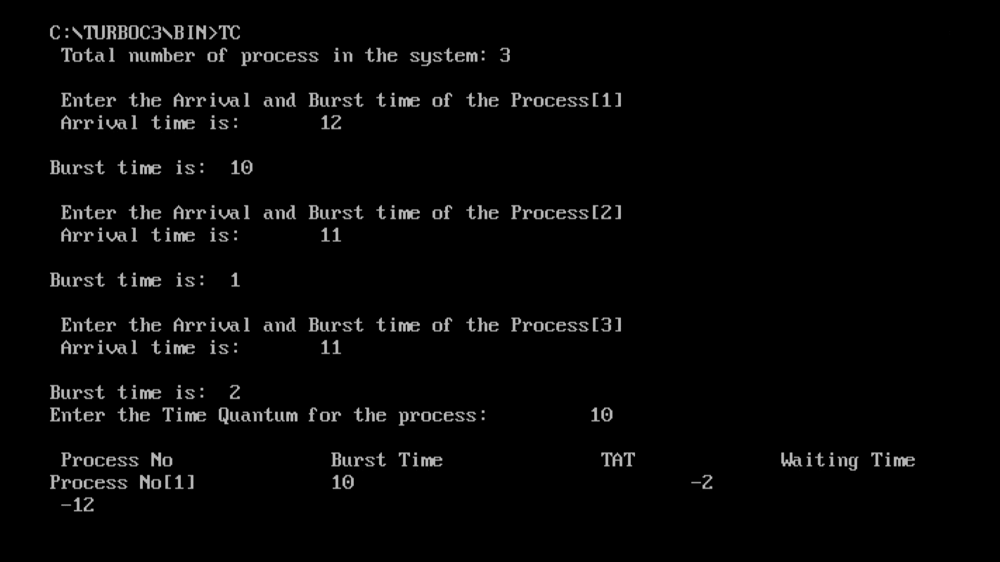 C:\TURBOC3\BIN>TC
Total number of process in the system: 3
Enter the Arrival and Burst time of the Process[1]
Arrival time is: 12
Burst time is: 10
Enter the Arrival and Burst time of the Process[2]
Arrival time is: 11
Burst time is: 1
Enter the Arrival and Burst time of the Process[3]
Arrival time is: 11
Burst time is: 2
Enter the Time Quantum for the process: 10
Process No Burst Time TAT Waiting Time
Process No[1] 10 -2
-12